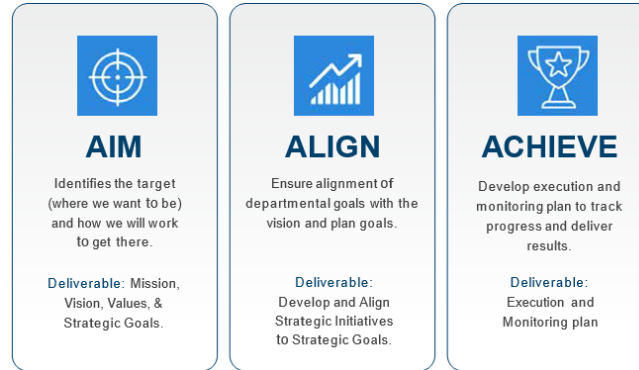 AIM
Identifies the target
(where we want to be)
and how we will work
to get there.
Deliverable: Mission,
Vision, Values, &
Strategic Goals.
ALIGN
Ensure alignment of
departmental goals with the
vision and plan goals.
Deliverable:
Develop and Align
Strategic Initiatives
to Strategic Goals.
ACHIEVE
Develop execution and
monitoring plan to track
progress and deliver
results.
Deliverable:
Execution and
Monitoring plan